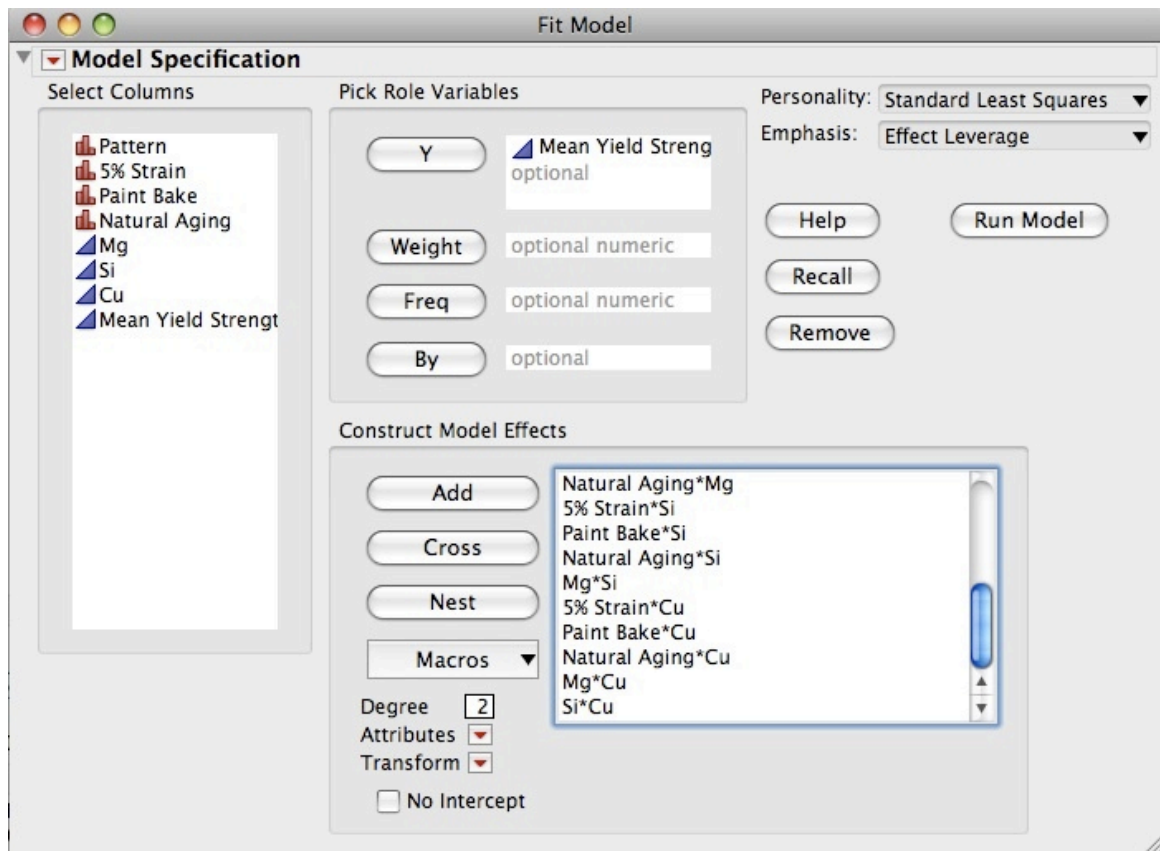 Fit Model
Model Specification
Select Columns
Pattern
5% Strain
Paint Bake
Natural Aging
Mg
Si
Cu
Mean Yield Strengt
Pick Role Variables
Y
Mean Yield Streng
optional
Weight
optional numeric
Freq
optional numeric
By
optional
Personality: Standard Least Squares
Emphasis: Effect Leverage
Help
Run Model
Recall
Remove
Construct Model Effects
Add
Cross
Nest
Macros
Degree 2
Attributes
Transform
No Intercept
Natural Aging*Mg
5% Strain*Si
Paint Bake*Si
Natural Aging*Si
Mg*Si
5% Strain*Cu
Paint Bake*Cu
Natural Aging*Cu
Mg*Cu
Si*Cu